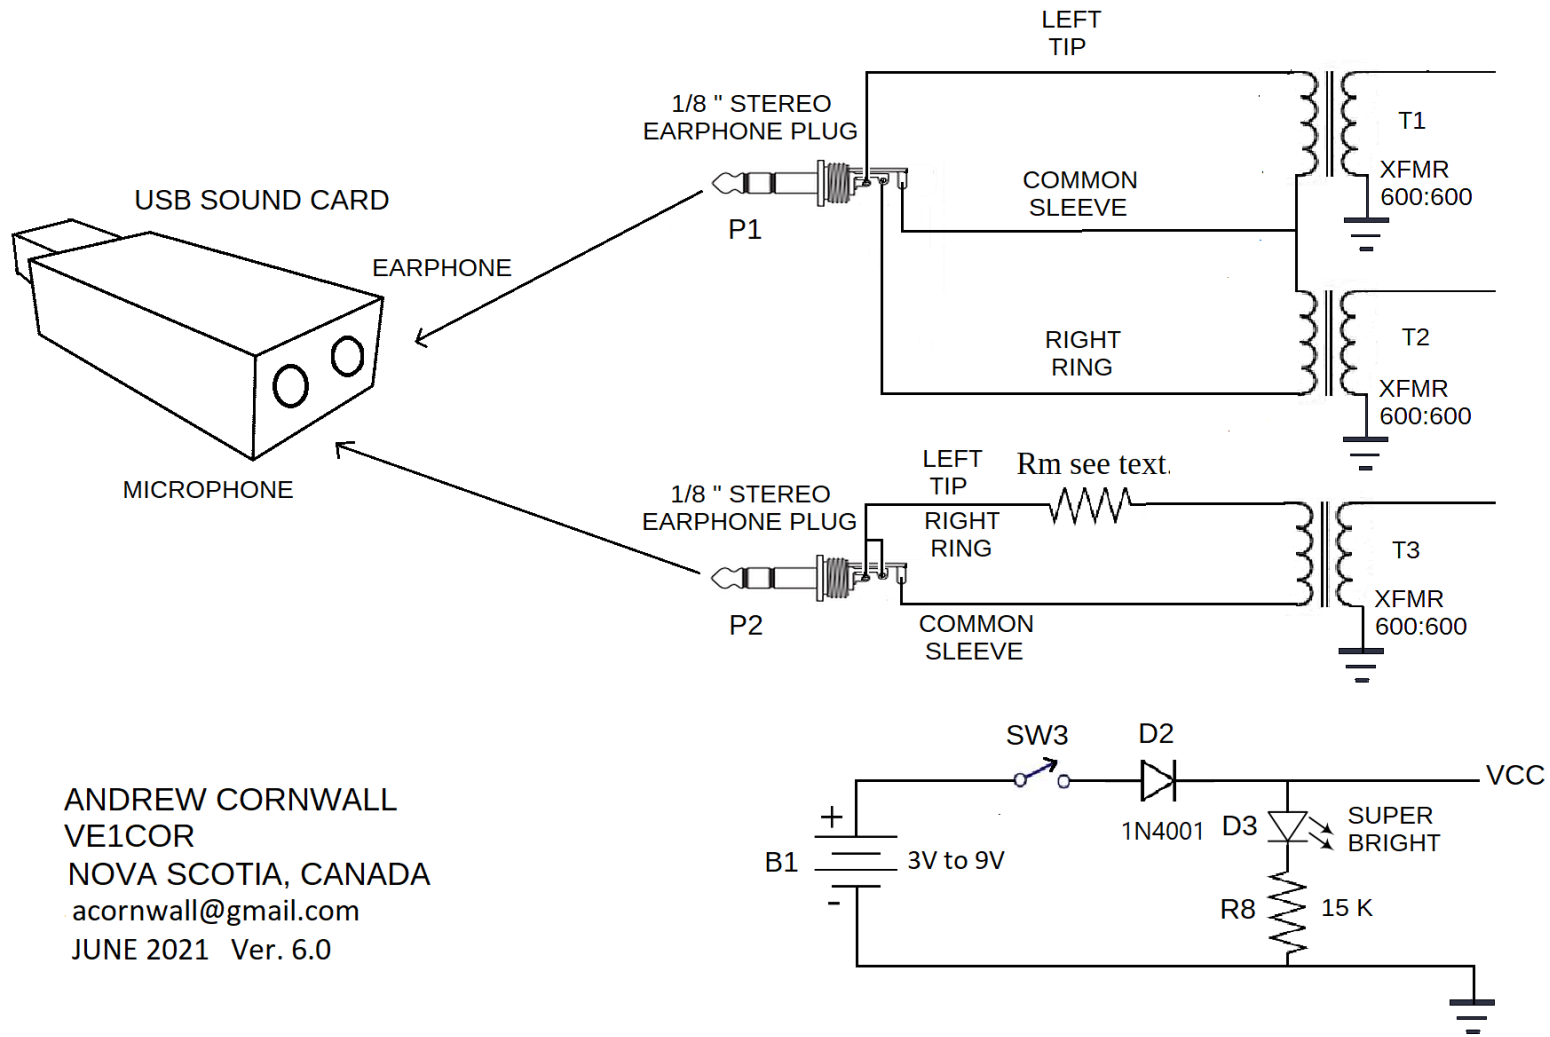 LEFT
TIP
1/8 " STEREO
EARPHONE PLUG
T1
XFMR
600:600
COMMON
SLEEVE
USB SOUND CARD
P1
EARPHONE
RIGHT
RING
T2
XFMR
600:600
LEFT
TIP
Rm see text.
MICROPHONE
1/8 " STEREO
EARPHONE PLUG
RIGHT
RING
T3
XFMR
600:600
P2
COMMON
SLEEVE
SW3
D2
VCC
ANDREW CORNWALL
VE1COR
NOVA SCOTIA, CANADA
acornwall@gmail.com
JUNE 2021 Ver. 6.0
+
1N4001
D3
SUPER
BRIGHT
B1
3V to 9V
-
R8
15 K